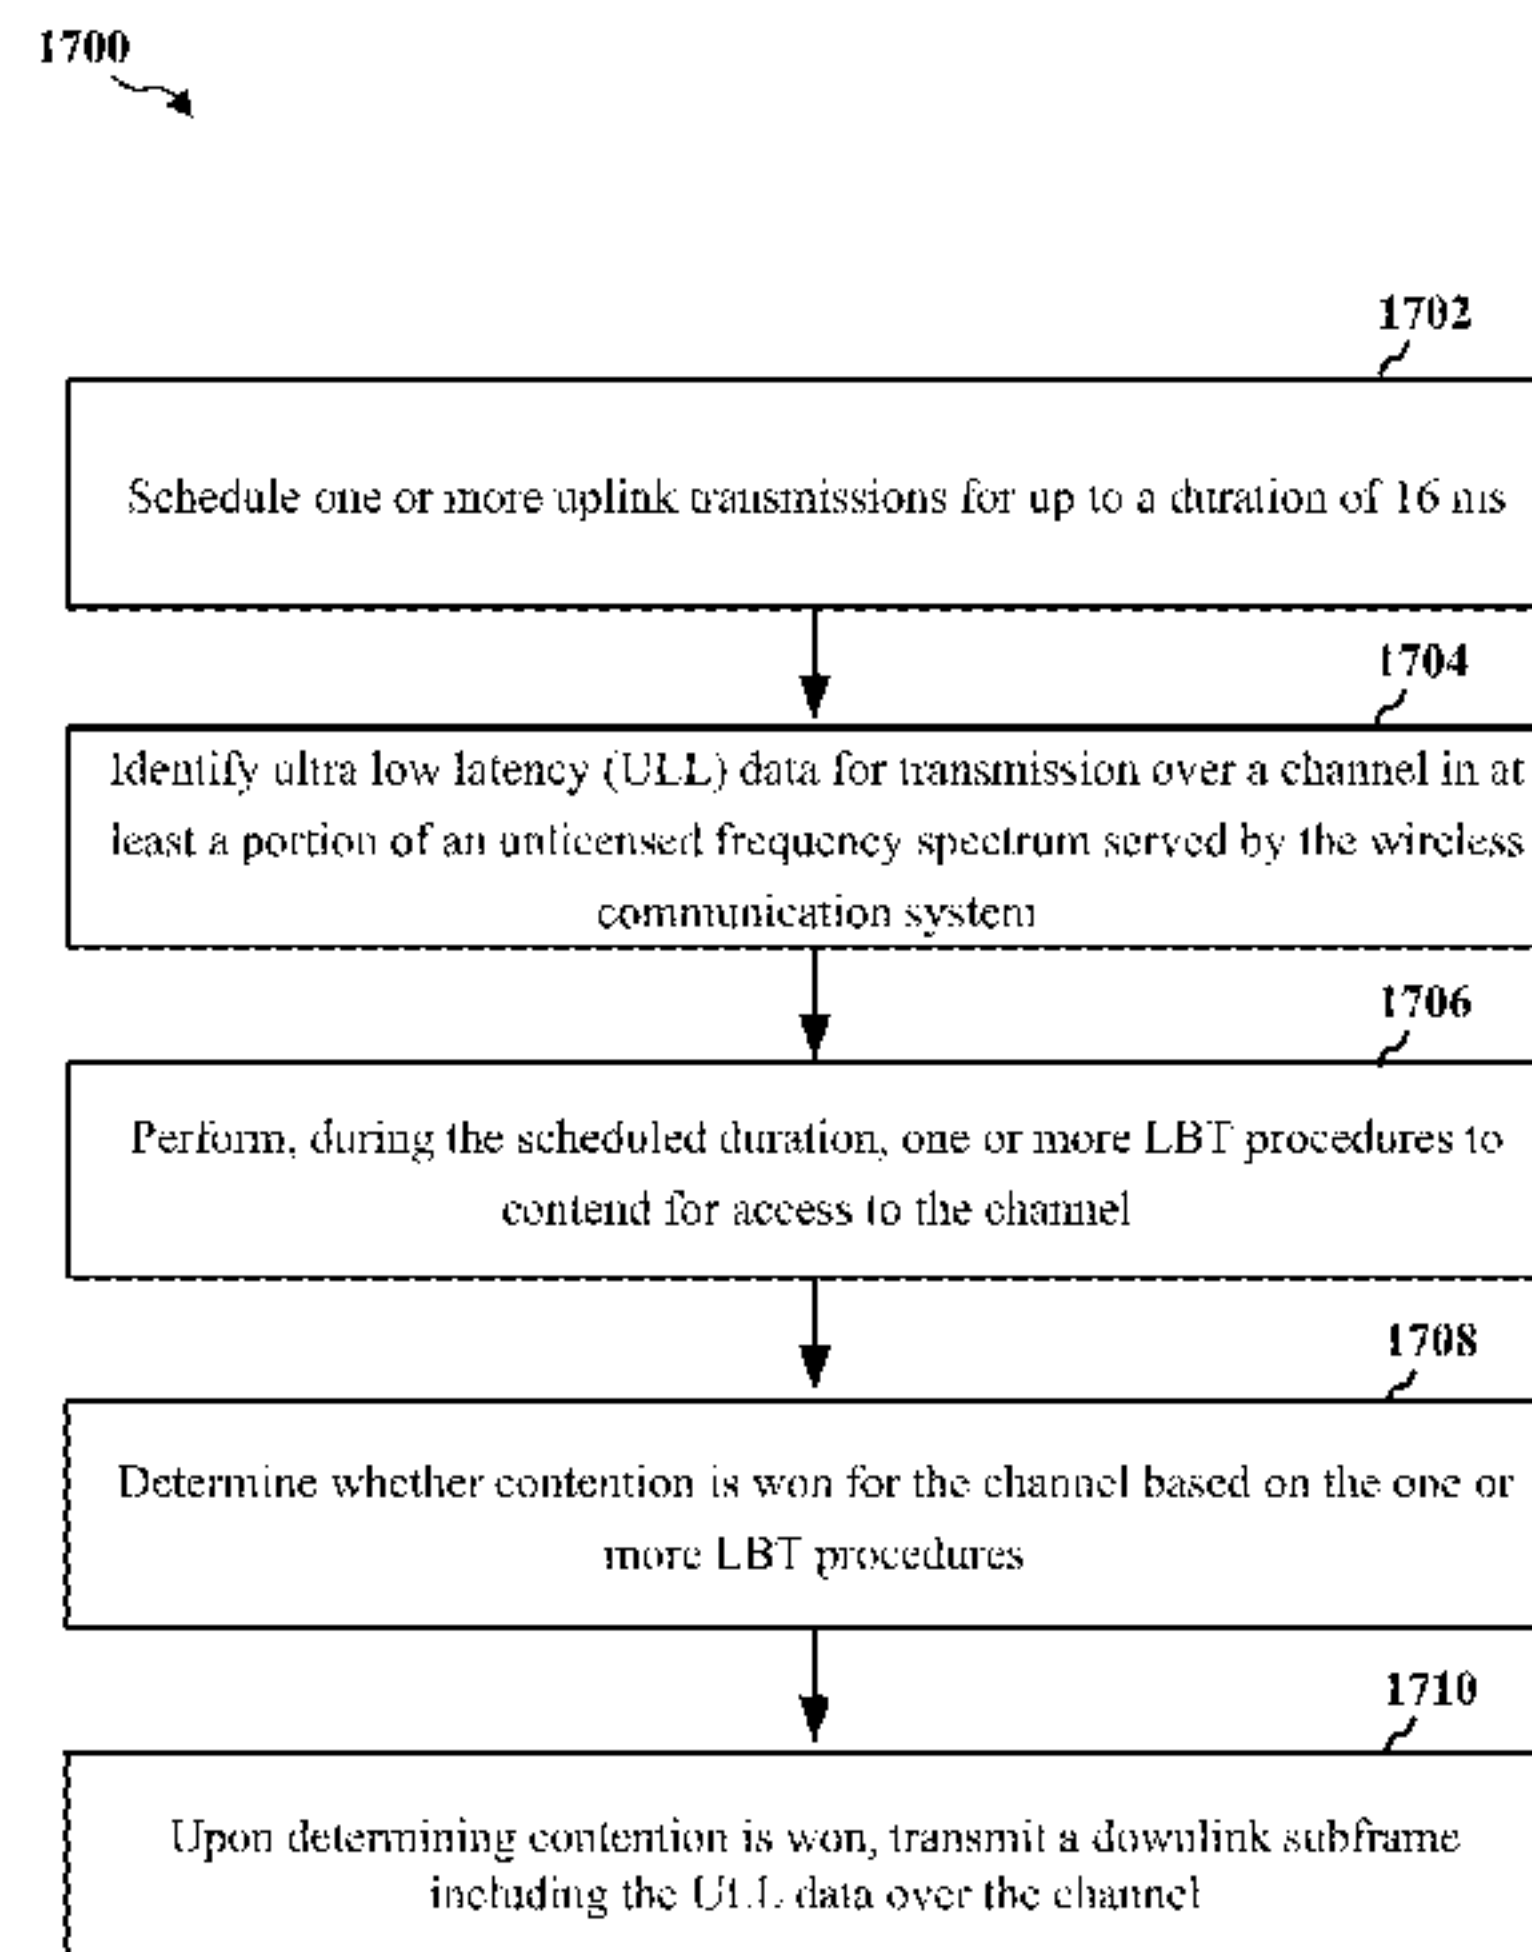 1700
1702
Schedule one or more uplink transmissions for up to a duration of 16 ms
1704
Identify ultra low latency (ULL) data for transmission over a channel in at
least a portion of an unlicensed frequency spectrum served by the wireless
communication system
1706
Perform, during the scheduled duration, one or more LBT procedures to
contend for access to the channel
1708
Determine whether contention is won for the channel based on the one or
more LBT procedures
1710
Upon determining contention is won, transmit a downlink subframe
including the ULL data over the channel